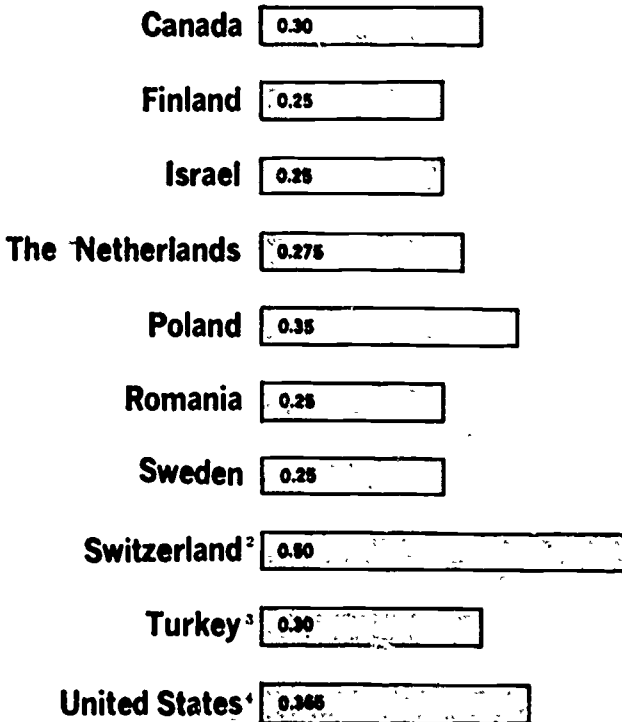 Canada 0.30
Finland 0.25
Israel 0.25
The Netherlands 0.275
Poland 0.35
Romania 0.25
Sweden 0.25
Switzerland² 0.50
Turkey³ 0.30
United States⁴ 0.365